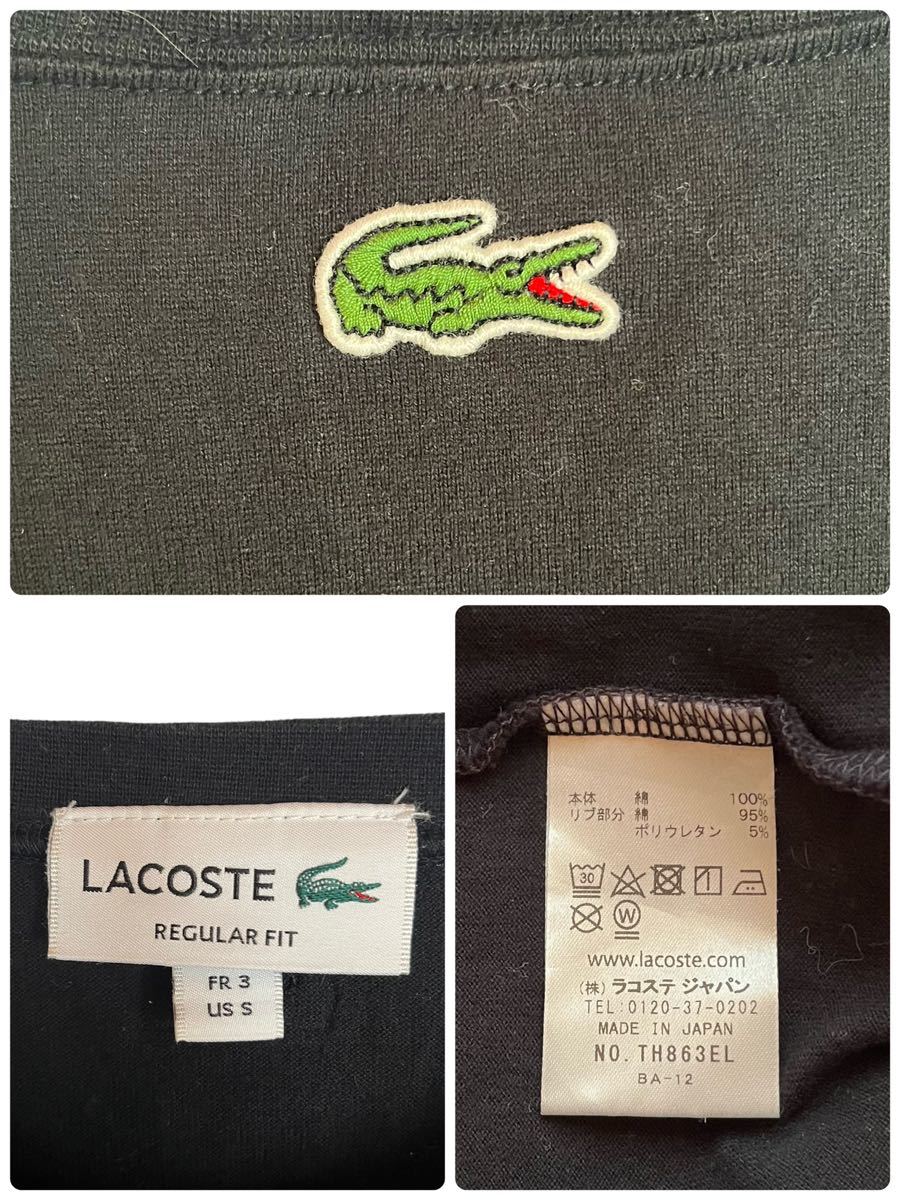 LACOSTE
REGULAR FIT
FR 3
US S
本体 綿 100%
リブ部分 綿 95%
ポリウレタン 5%
30
W
www.lacoste.com
(株) ラコステ ジャパン
TEL:0120-37-0202
MADE IN JAPAN
NO. TH863EL
BA-12